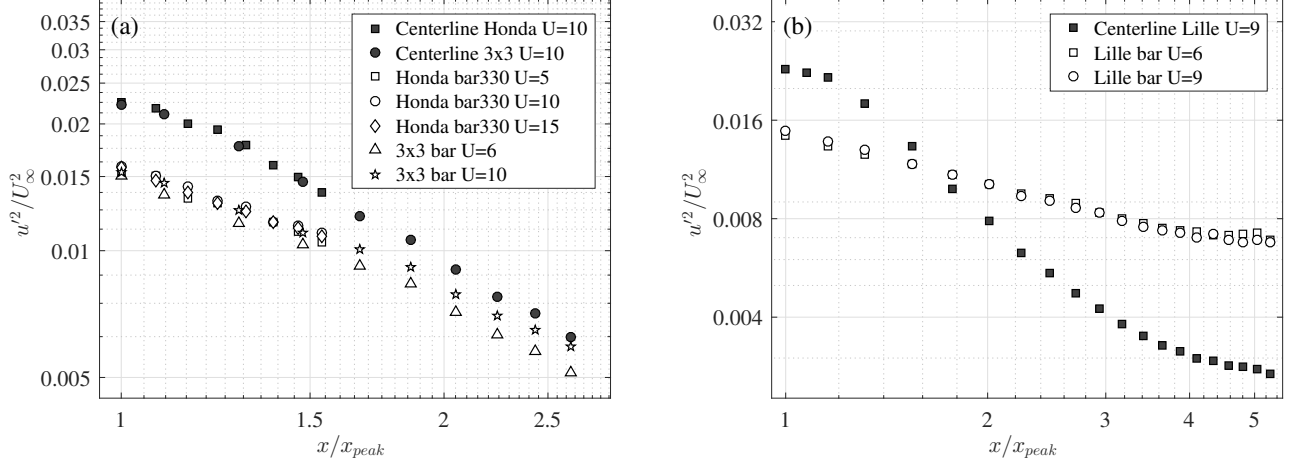 (a)
Centerline Honda U=10
Centerline 3x3 U=10
Honda bar330 U=5
Honda bar330 U=10
Honda bar330 U=15
3x3 bar U=6
3x3 bar U=10
0.035
0.03
0.025
0.02
0.015
0.01
0.005
u′²/U∞²
1
1.5
2
2.5
x/x_peak
(b)
Centerline Lille U=9
Lille bar U=6
Lille bar U=9
0.032
0.016
0.008
0.004
u′²/U∞²
1
2
3
4
5
x/x_peak